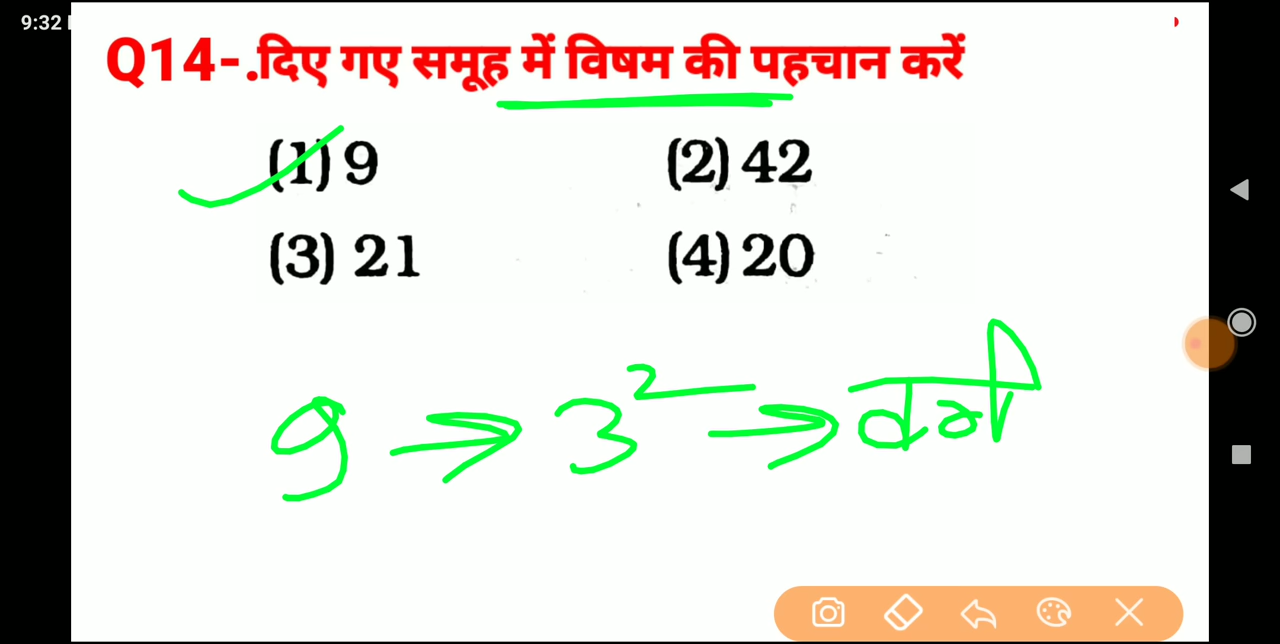 9:32
Q14-.दिए गए समूह में विषम की पहचान करें
(1) 9 (2) 42
(3) 21 (4) 20
9 ⇒ 3² ⇒ वर्ग